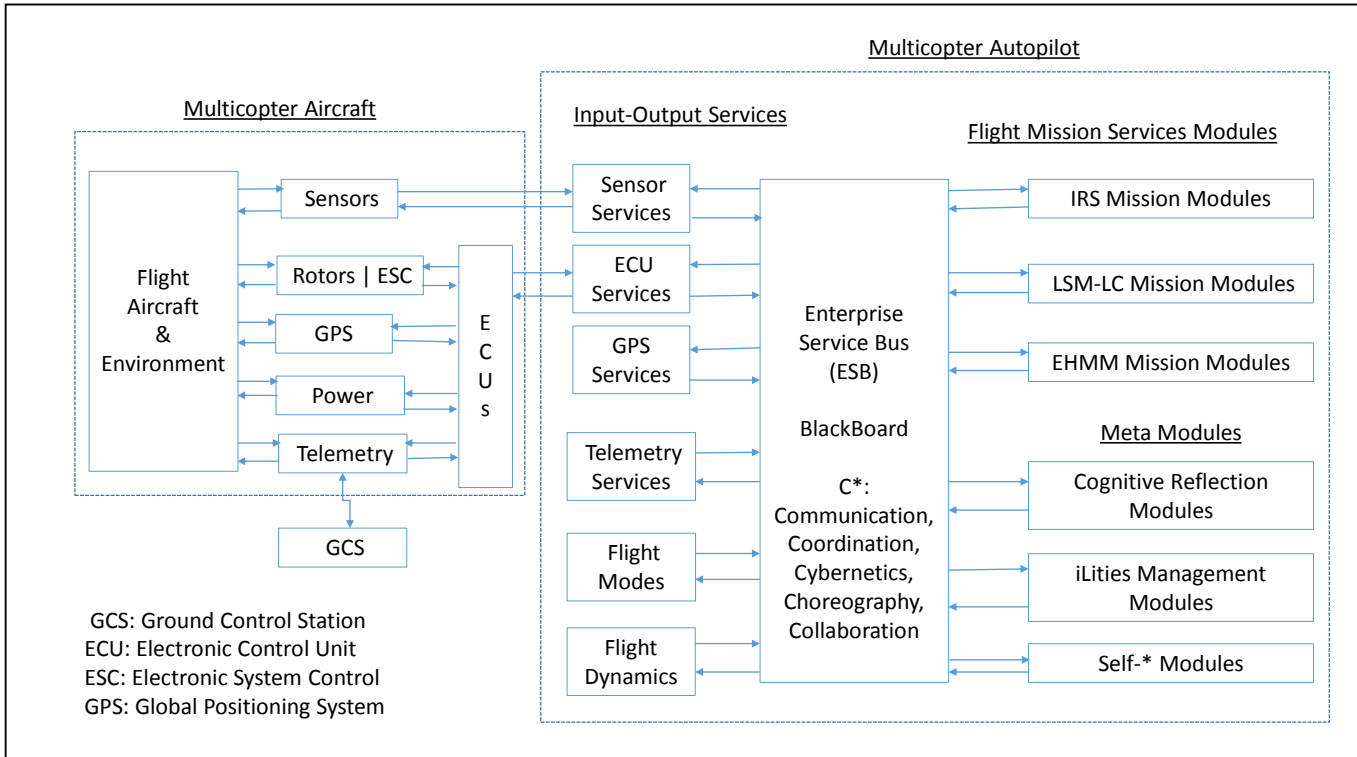 Multicopter Autopilot
Multicopter Aircraft
Input-Output Services
Flight Mission Services Modules
Flight
Aircraft
&
Environment
Sensors
Rotors | ESC
GPS
Power
Telemetry
E
C
U
s
GCS
Sensor
Services
ECU
Services
GPS
Services
Telemetry
Services
Flight
Modes
Flight
Dynamics
Enterprise
Service Bus
(ESB)
BlackBoard
C*:
Communication,
Coordination,
Cybernetics,
Choreography,
Collaboration
IRS Mission Modules
LSM-LC Mission Modules
EHMM Mission Modules
Meta Modules
Cognitive Reflection
Modules
iLities Management
Modules
Self-* Modules
GCS: Ground Control Station
ECU: Electronic Control Unit
ESC: Electronic System Control
GPS: Global Positioning System